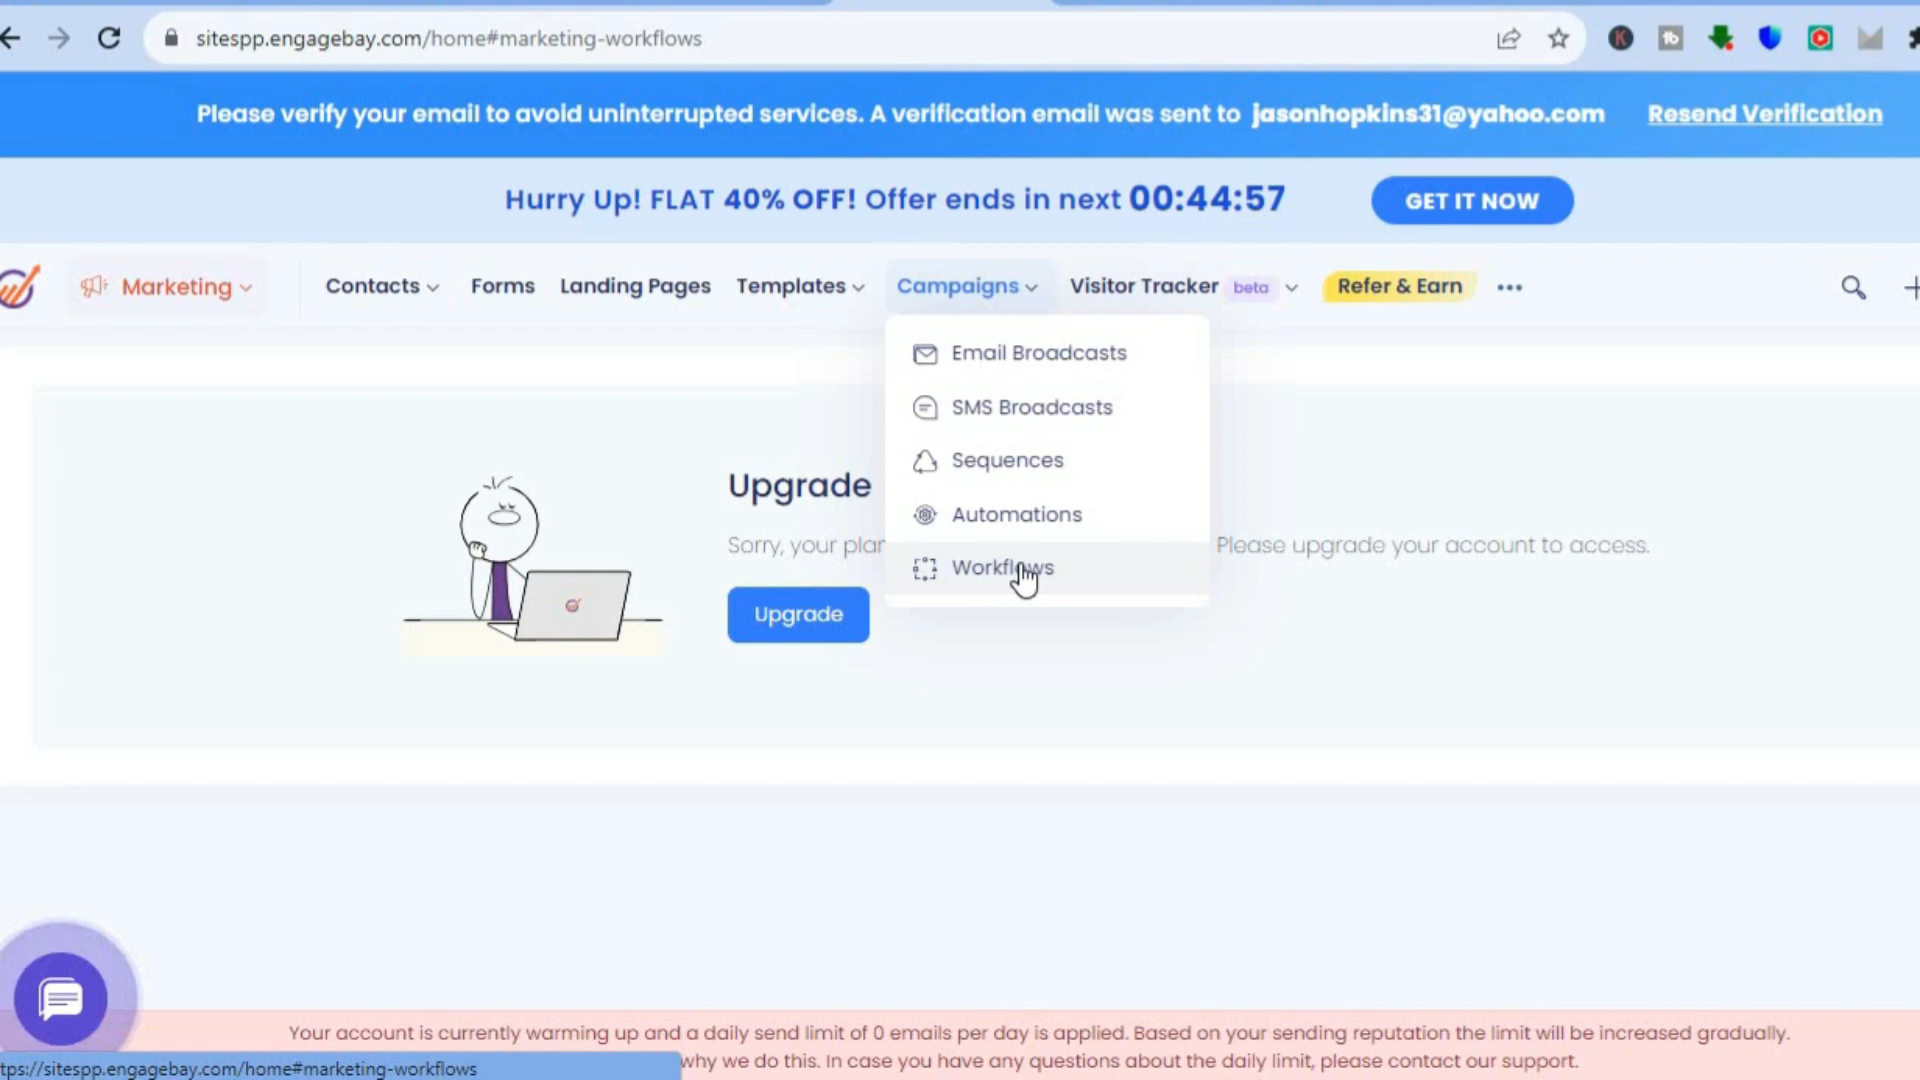 sitespp.engagebay.com/home#marketing-workflows
Please verify your email to avoid uninterrupted services. A verification email was sent to jasonhopkins31@yahoo.com Resend Verification
Hurry Up! FLAT 40% OFF! Offer ends in next 00:44:57 GET IT NOW
Marketing Contacts Forms Landing Pages Templates Campaigns Visitor Tracker beta Refer & Earn
Email Broadcasts
SMS Broadcasts
Sequences
Automations
Workflows
Upgrade
Sorry, your plan Please upgrade your account to access.
Upgrade
Your account is currently warming up and a daily send limit of 0 emails per day is applied. Based on your sending reputation the limit will be increased gradually.
why we do this. In case you have any questions about the daily limit, please contact our support.
tps://sitespp.engagebay.com/home#marketing-workflows